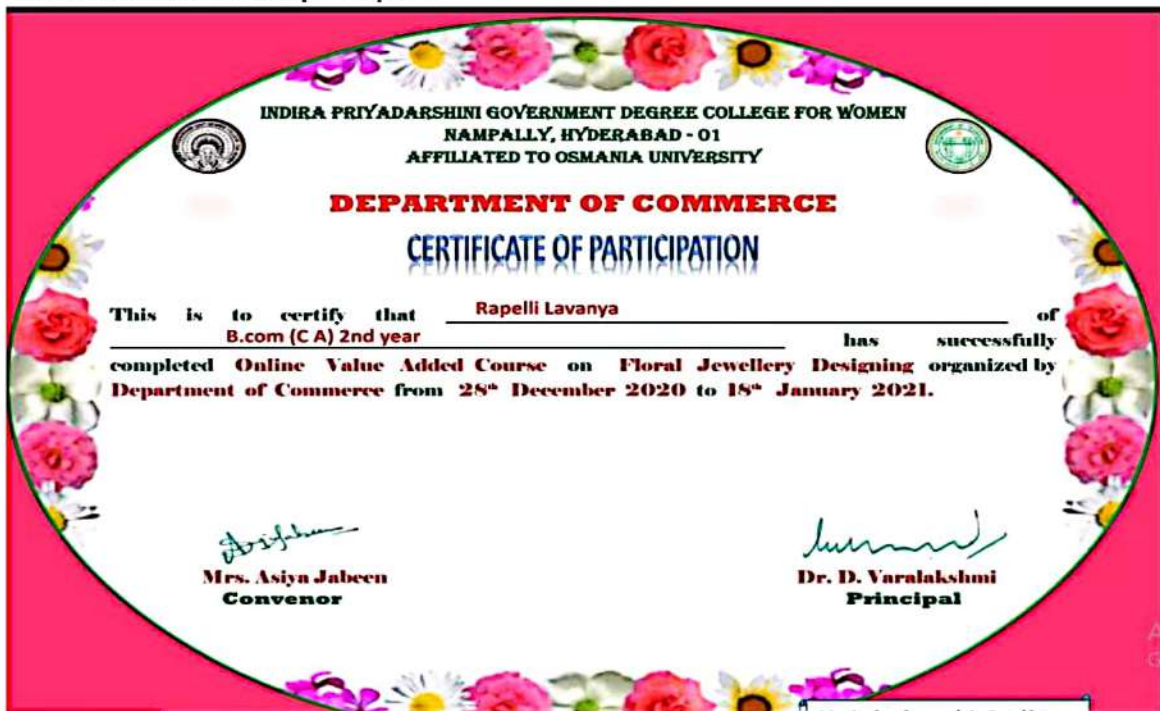 INDIRA PRIYADARSHINI GOVERNMENT DEGREE COLLEGE FOR WOMEN
NAMPALLY, HYDERABAD - 01
AFFILIATED TO OSMANIA UNIVERSITY
DEPARTMENT OF COMMERCE
CERTIFICATE OF PARTICIPATION
This is to certify that Rapelli Lavanya of
B.com (C A) 2nd year has successfully
completed Online Value Added Course on Floral Jewellery Designing organized by
Department of Commerce from 28th December 2020 to 18th January 2021.
Mrs. Asiya Jabeen
Convenor
Dr. D. Varalakshmi
Principal